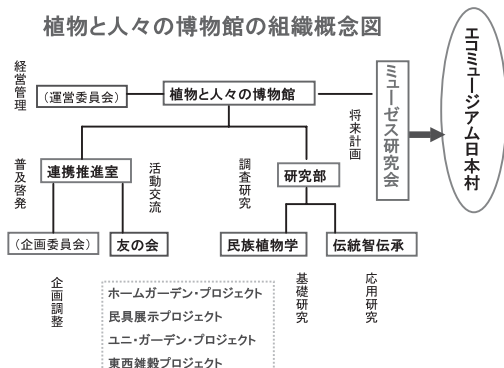 植物と人々の博物館の組織概念図
経営管理
(運営委員会)
植物と人々の博物館
将来計画
ミューゼス研究会
エコミュージアム日本村
普及啓発
連携推進室
活動交流
調査研究
研究部
(企画委員会)
友の会
民族植物学
伝統智伝承
企画調整
基礎研究
応用研究
ホームガーデン・プロジェクト
民具展示プロジェクト
ユニ・ガーデン・プロジェクト
東西雑穀プロジェクト